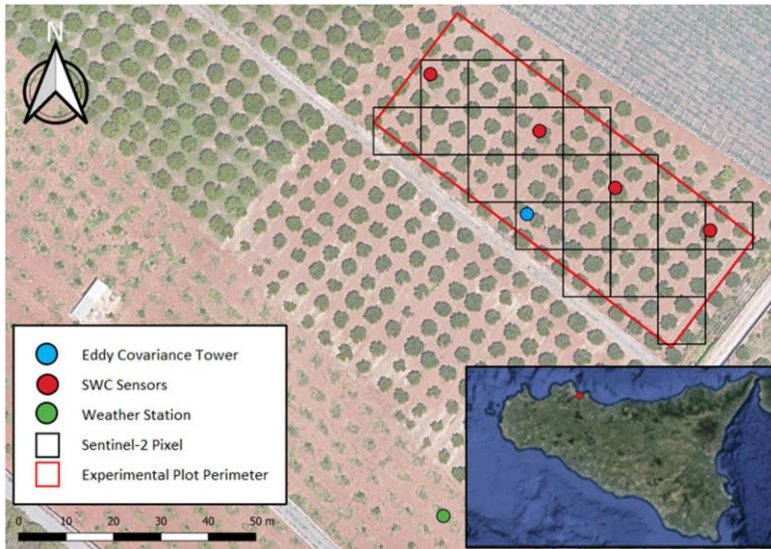 N
Eddy Covariance Tower
SWC Sensors
Weather Station
Sentinel-2 Pixel
Experimental Plot Perimeter
0 10 20 30 40 50 m